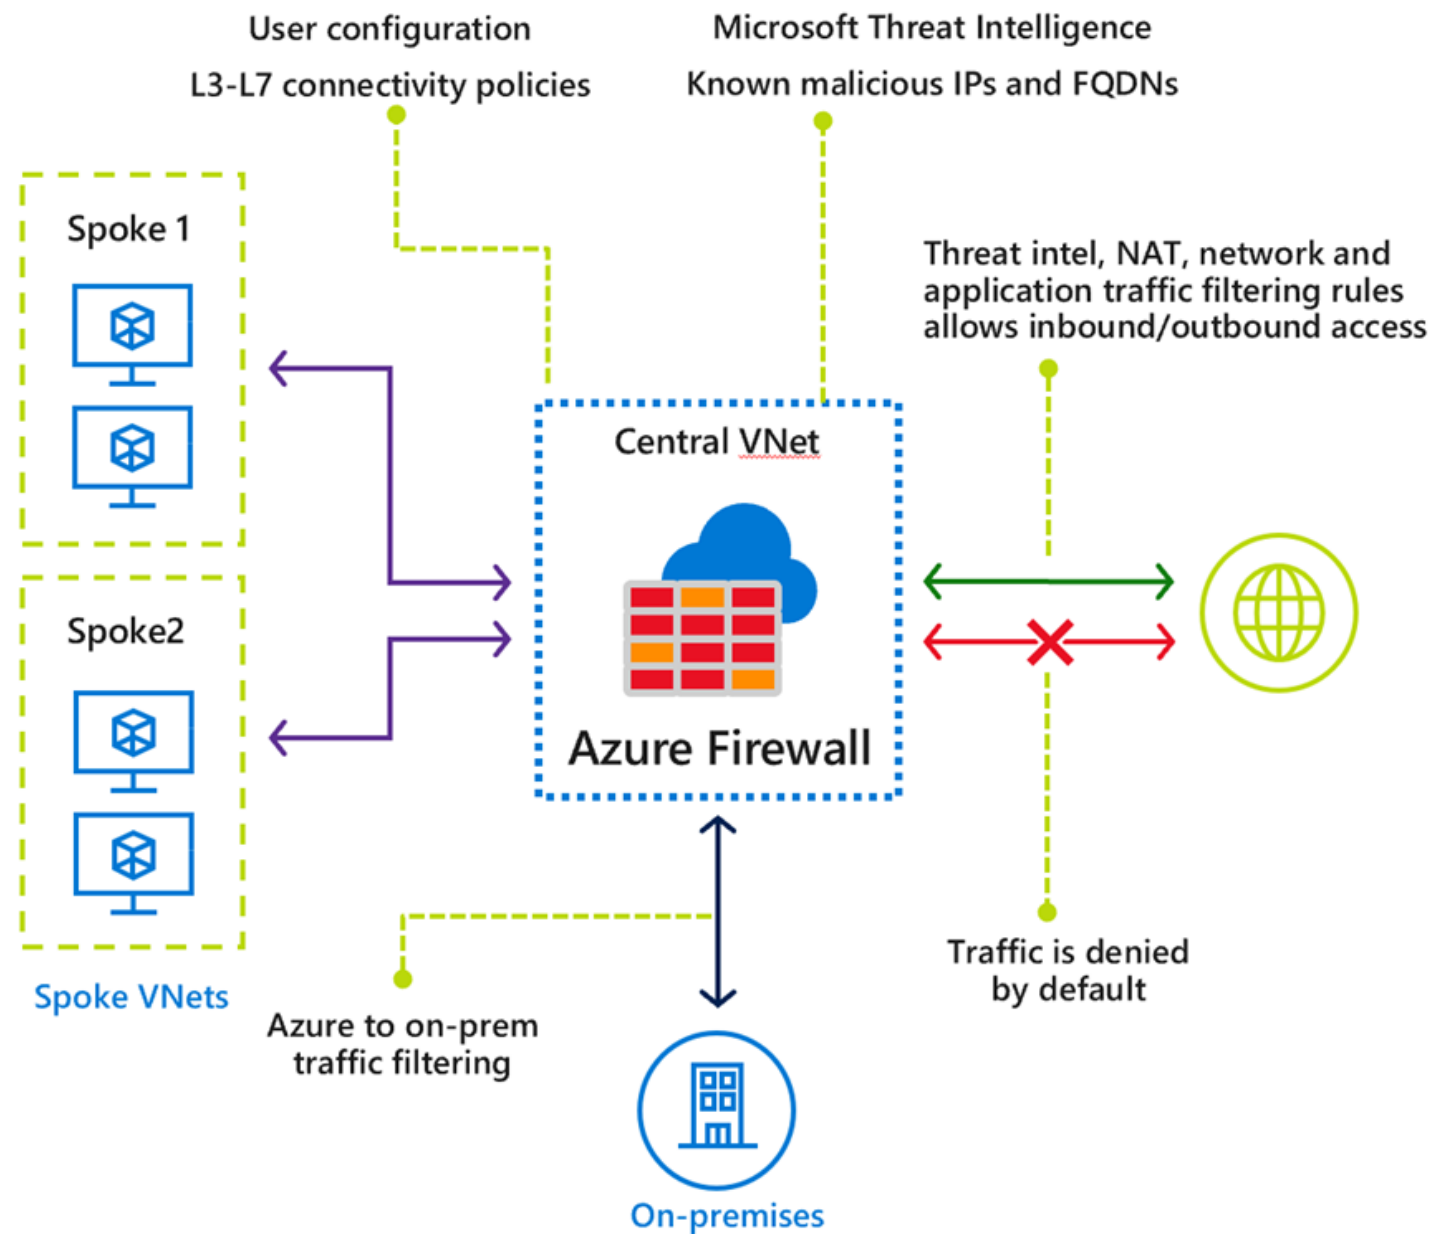 User configuration
L3-L7 connectivity policies
Microsoft Threat Intelligence
Known malicious IPs and FQDNs
Spoke 1
Threat intel, NAT, network and
application traffic filtering rules
allows inbound/outbound access
Central VNet
Azure Firewall
Spoke2
Spoke VNets
Azure to on-prem
traffic filtering
Traffic is denied
by default
On-premises